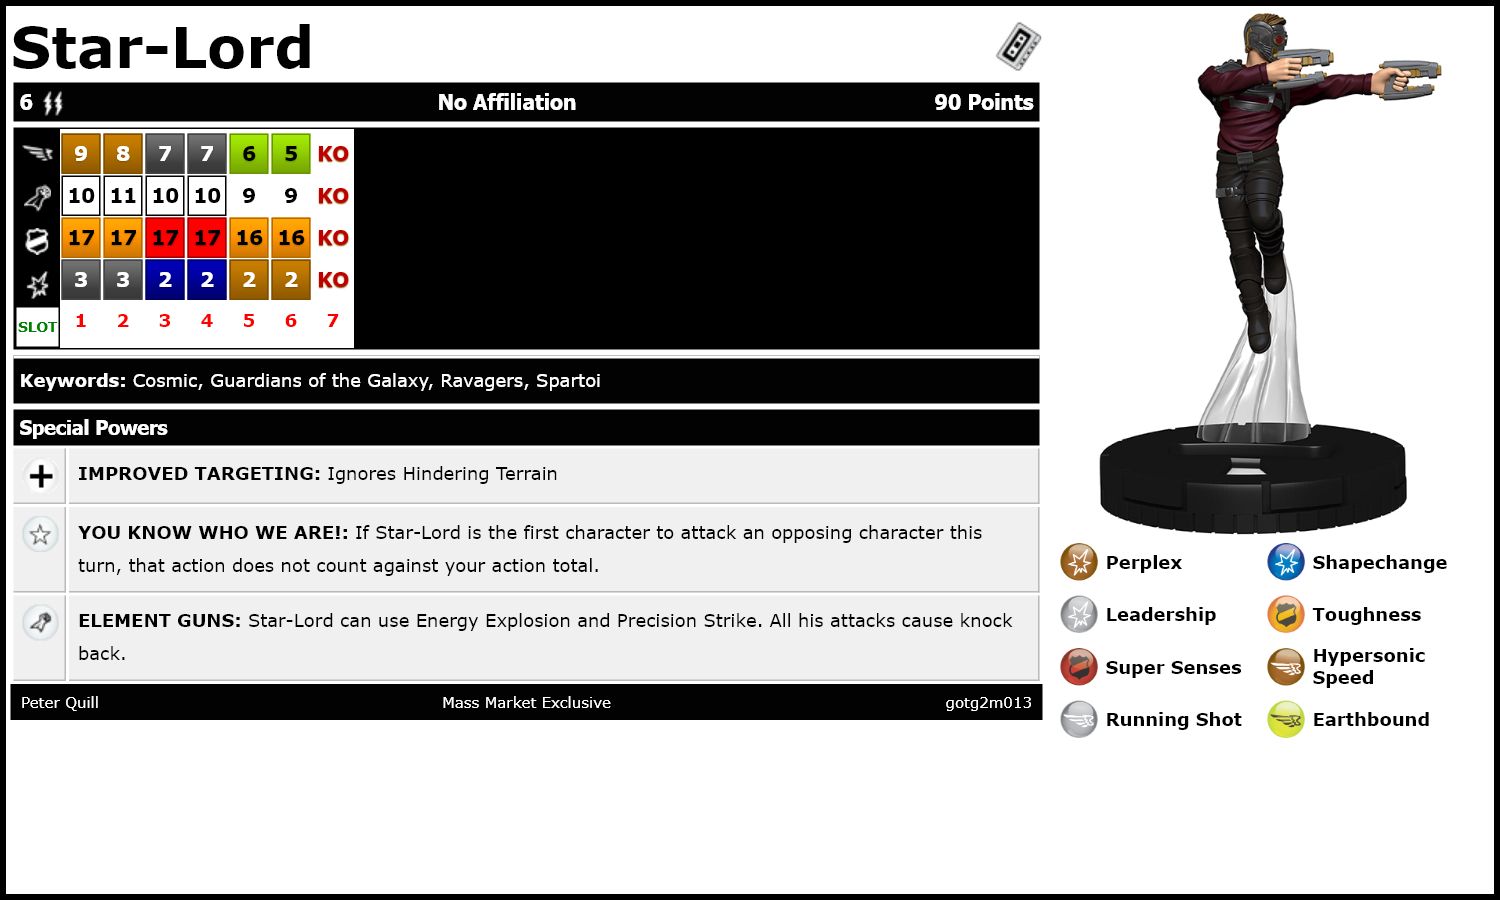 Star-Lord
6 No Affiliation 90 Points
9 8 7 7 6 5 KO
10 11 10 10 9 9 KO
17 17 17 17 16 16 KO
3 3 2 2 2 2 KO
SLOT 1 2 3 4 5 6 7
Keywords: Cosmic, Guardians of the Galaxy, Ravagers, Spartoi
Special Powers
IMPROVED TARGETING: Ignores Hindering Terrain
YOU KNOW WHO WE ARE!: If Star-Lord is the first character to attack an opposing character this
turn, that action does not count against your action total.
ELEMENT GUNS: Star-Lord can use Energy Explosion and Precision Strike. All his attacks cause knock
back.
Peter Quill Mass Market Exclusive gotg2m013
Perplex Shapechange
Leadership Toughness
Super Senses Hypersonic
Speed
Running Shot Earthbound